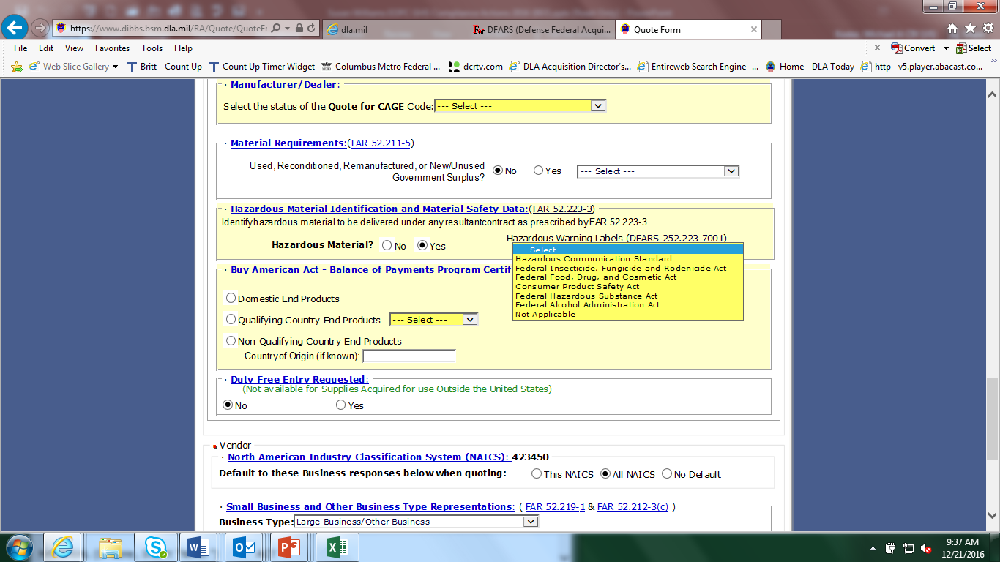 https://www.dibbs.bsm.dla.mil/RA/Quote/QuoteFr
dla.mil
DFARS (Defense Federal Acqui...
Quote Form
File Edit View Favorites Tools Help
Convert
Select
Web Slice Gallery
Britt - Count Up
Count Up Timer Widget
Columbus Metro Federal ...
dcrtv.com
DLA Acquisition Director's...
Entireweb Search Engine -...
Home - DLA Today
http--v5.player.abacast.co...
· Manufacturer/Dealer:
Select the status of the Quote for CAGE Code: --- Select ---
· Material Requirements:(FAR 52.211-5)
Used, Reconditioned, Remanufactured, or New/Unused
Government Surplus?
No Yes --- Select ---
· Hazardous Material Identification and Material Safety Data:(FAR 52.223-3)
Identify hazardous material to be delivered under any resultant contract as prescribed by FAR 52.223-3.
Hazardous Warning Labels (DFARS 252.223-7001)
Hazardous Material? No Yes
--- Select ---
Hazardous Communication Standard
Federal Insecticide, Fungicide and Rodenicide Act
Federal Food, Drug, and Cosmetic Act
Consumer Product Safety Act
Federal Hazardous Substance Act
Federal Alcohol Administration Act
Not Applicable
· Buy American Act - Balance of Payments Program Certifi
Domestic End Products
Qualifying Country End Products --- Select ---
Non-Qualifying Country End Products
Country of Origin (if known):
· Duty Free Entry Requested:
(Not available for Supplies Acquired for use Outside the United States)
No Yes
Vendor
· North American Industry Classification System (NAICS): 423450
Default to these Business responses below when quoting: This NAICS All NAICS No Default
· Small Business and Other Business Type Representations: ( FAR 52.219-1 & FAR 52.212-3(c) )
Business Type: Large Business/Other Business
9:37 AM
12/21/2016